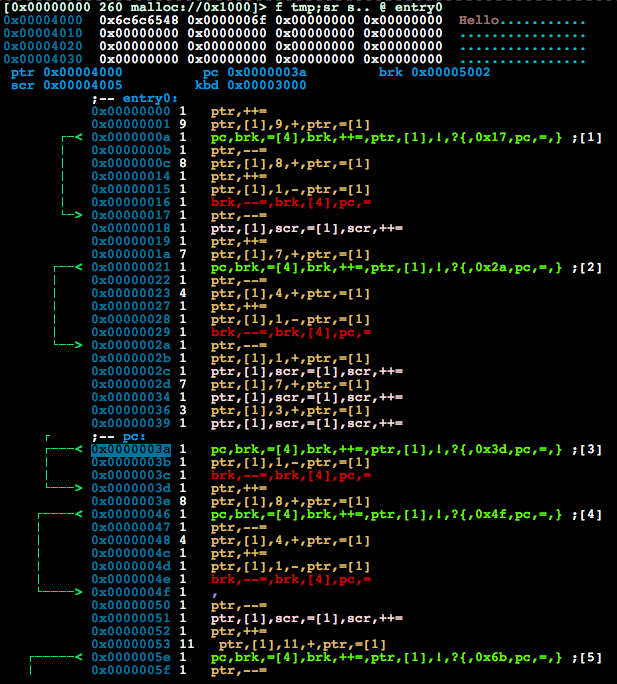 [0x00000000 260 malloc://0x1000]> f tmp;sr s.. @ entry0
0x00004000 0x6c6c6548 0x0000006f 0x00000000 0x00000000 Hello...........
0x00004010 0x00000000 0x00000000 0x00000000 0x00000000 ................
0x00004020 0x00000000 0x00000000 0x00000000 0x00000000 ................
0x00004030 0x00000000 0x00000000 0x00000000 0x00000000 ................
ptr 0x00004000 pc 0x0000003a brk 0x00005002
scr 0x00004005 kbd 0x00003000
;-- entry0:
0x00000000 1 ptr,++=
0x00000001 9 ptr,[1],9,+,ptr,=[1]
0x0000000a 1 pc,brk,=[4],brk,++=,ptr,[1],!,?{,0x17,pc,=,} ;[1]
0x0000000b 1 ptr,--=
0x0000000c 8 ptr,[1],8,+,ptr,=[1]
0x00000014 1 ptr,++=
0x00000015 1 ptr,[1],1,-,ptr,=[1]
0x00000016 1 brk,--=,brk,[4],pc,=
0x00000017 1 ptr,--=
0x00000018 1 ptr,[1],scr,=[1],scr,++=
0x00000019 1 ptr,++=
0x0000001a 7 ptr,[1],7,+,ptr,=[1]
0x00000021 1 pc,brk,=[4],brk,++=,ptr,[1],!,?{,0x2a,pc,=,} ;[2]
0x00000022 1 ptr,--=
0x00000023 4 ptr,[1],4,+,ptr,=[1]
0x00000027 1 ptr,++=
0x00000028 1 ptr,[1],1,-,ptr,=[1]
0x00000029 1 brk,--=,brk,[4],pc,=
0x0000002a 1 ptr,--=
0x0000002b 1 ptr,[1],1,+,ptr,=[1]
0x0000002c 1 ptr,[1],scr,=[1],scr,++=
0x0000002d 7 ptr,[1],7,+,ptr,=[1]
0x00000034 1 ptr,[1],scr,=[1],scr,++=
0x00000036 3 ptr,[1],3,+,ptr,=[1]
0x00000039 1 ptr,[1],scr,=[1],scr,++=
;-- pc:
0x0000003a 1 pc,brk,=[4],brk,++=,ptr,[1],!,?{,0x3d,pc,=,} ;[3]
0x0000003b 1 ptr,[1],1,-,ptr,=[1]
0x0000003c 1 brk,--=,brk,[4],pc,=
0x0000003d 1 ptr,++=
0x0000003e 8 ptr,[1],8,+,ptr,=[1]
0x00000046 1 pc,brk,=[4],brk,++=,ptr,[1],!,?{,0x4f,pc,=,} ;[4]
0x00000047 1 ptr,--=
0x00000048 4 ptr,[1],4,+,ptr,=[1]
0x0000004c 1 ptr,++=
0x0000004d 1 ptr,[1],1,-,ptr,=[1]
0x0000004e 1 brk,--=,brk,[4],pc,=
0x0000004f 1 ,
0x00000050 1 ptr,--=
0x00000051 1 ptr,[1],scr,=[1],scr,++=
0x00000052 1 ptr,++=
0x00000053 11 ptr,[1],11,+,ptr,=[1]
0x0000005e 1 pc,brk,=[4],brk,++=,ptr,[1],!,?{,0x6b,pc,=,} ;[5]
0x0000005f 1 ptr,--=